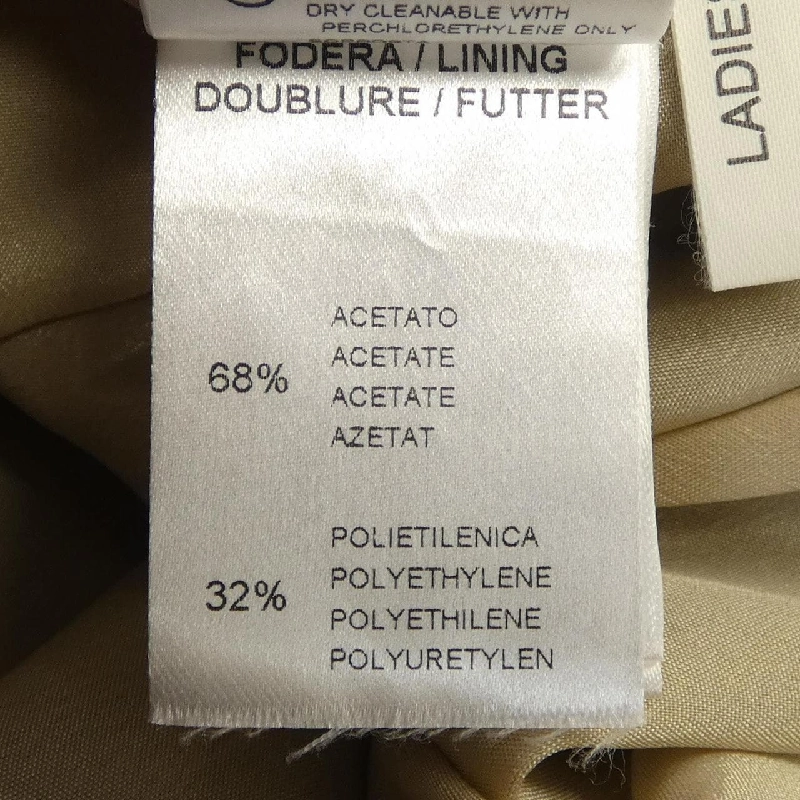 DRY CLEANABLE WITH
PERCHLORETHYLENE ONLY
FODERA / LINING
DOUBLURE / FUTTER
68%
ACETATO
ACETATE
ACETATE
AZETAT
32%
POLIETILENICA
POLYETHYLENE
POLYETHILENE
POLYURETYLEN
LADIES